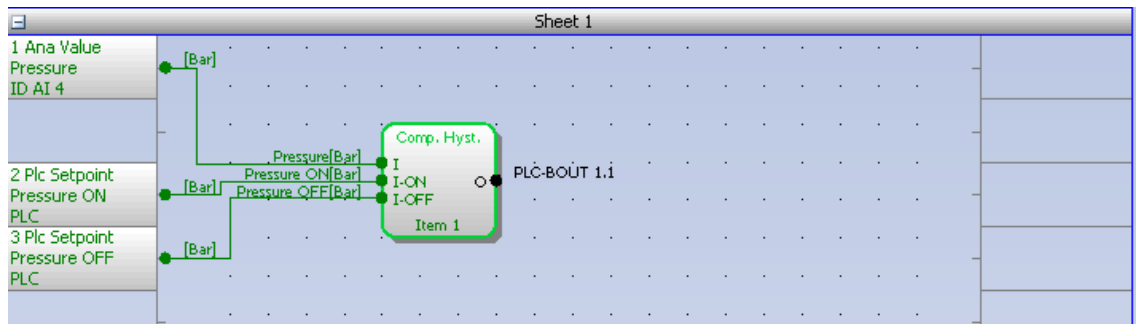 Sheet 1
1 Ana Value
Pressure
ID AI 4
[Bar]
2 Plc Setpoint
Pressure ON
PLC
[Bar]
3 Plc Setpoint
Pressure OFF
PLC
[Bar]
Pressure[Bar]
Pressure ON[Bar]
Pressure OFF[Bar]
Comp. Hyst.
I
I-ON
O
I-OFF
Item 1
PLC-BOUT 1.1